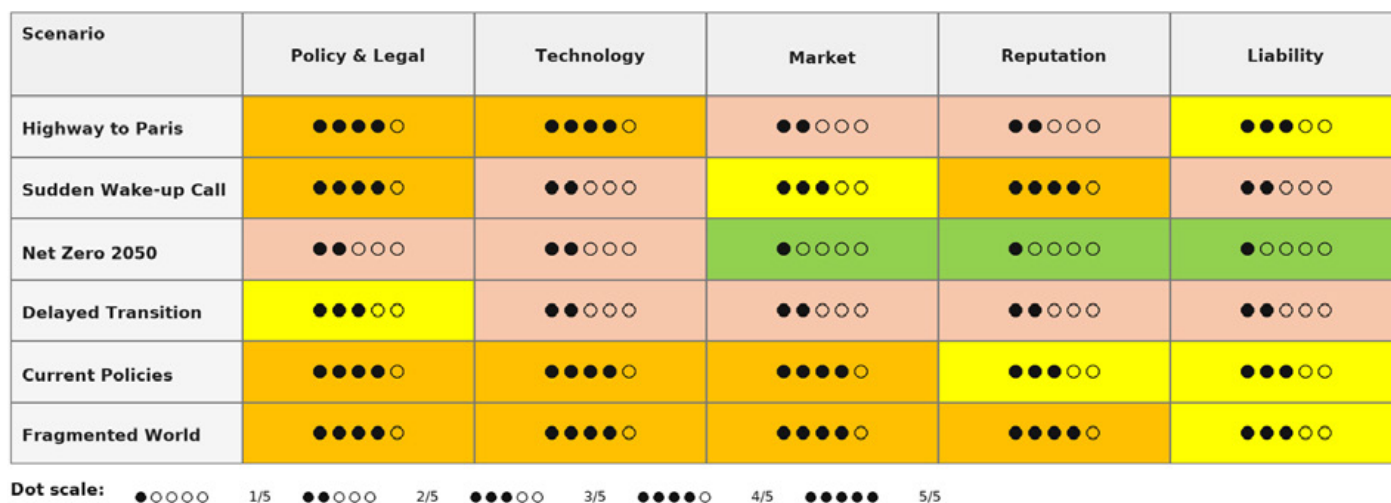 Scenario Policy & Legal Technology Market Reputation Liability
Highway to Paris ●●●●○ ●●●●○ ●●○○○ ●●○○○ ●●●○○
Sudden Wake-up Call ●●●●○ ●●○○○ ●●●○○ ●●●●○ ●●○○○
Net Zero 2050 ●●○○○ ●●○○○ ●○○○○ ●○○○○ ●○○○○
Delayed Transition ●●●○○ ●●○○○ ●●○○○ ●●○○○ ●●○○○
Current Policies ●●●●○ ●●●●○ ●●●●○ ●●●○○ ●●●○○
Fragmented World ●●●●○ ●●●●○ ●●●●○ ●●●●○ ●●●○○
Dot scale: ●○○○○ 1/5 ●●○○○ 2/5 ●●●○○ 3/5 ●●●●○ 4/5 ●●●●● 5/5